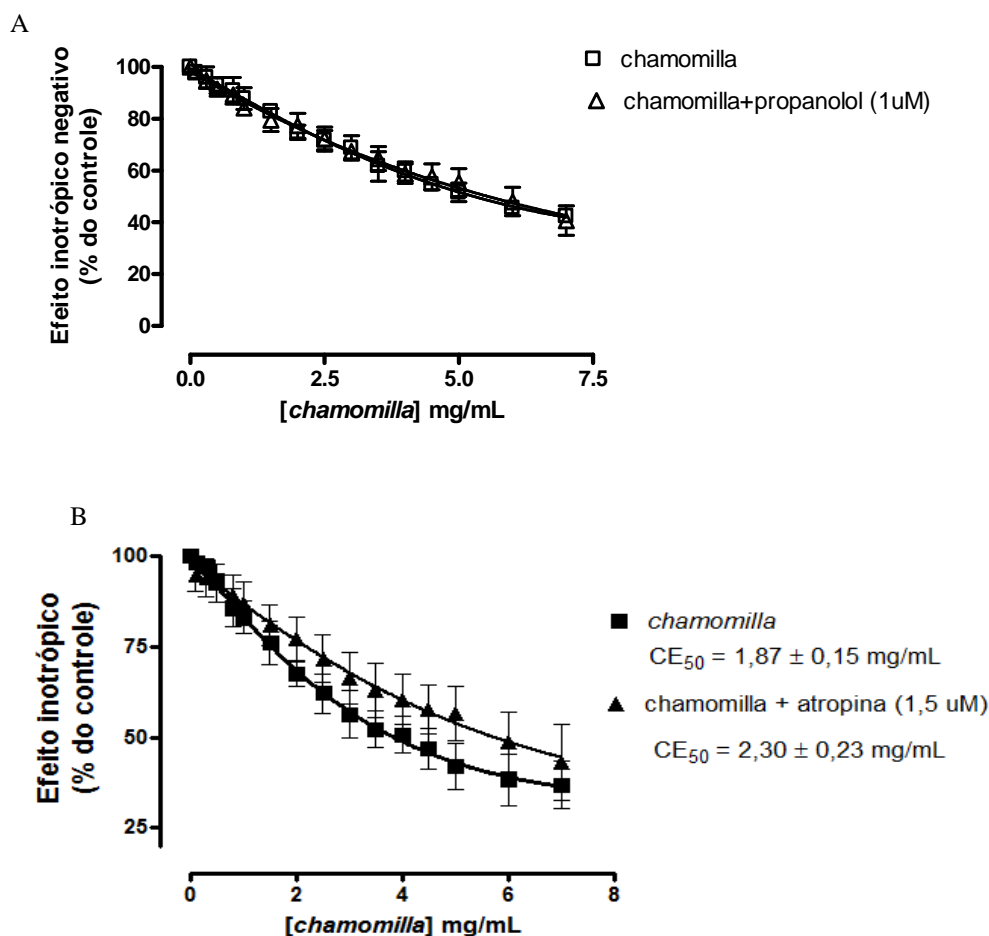 A
Efeito inotrópico negativo
(% do controle)
100
80
60
40
20
0
0.0
2.5
5.0
7.5
[chamomilla] mg/mL
chamomilla
chamomilla+propanolol (1uM)
B
Efeito inotrópico
(% do controle)
100
75
50
25
0
2
4
6
8
[chamomilla] mg/mL
chamomilla
CE50 = 1,87 ± 0,15 mg/mL
chamomilla + atropina (1,5 uM)
CE50 = 2,30 ± 0,23 mg/mL